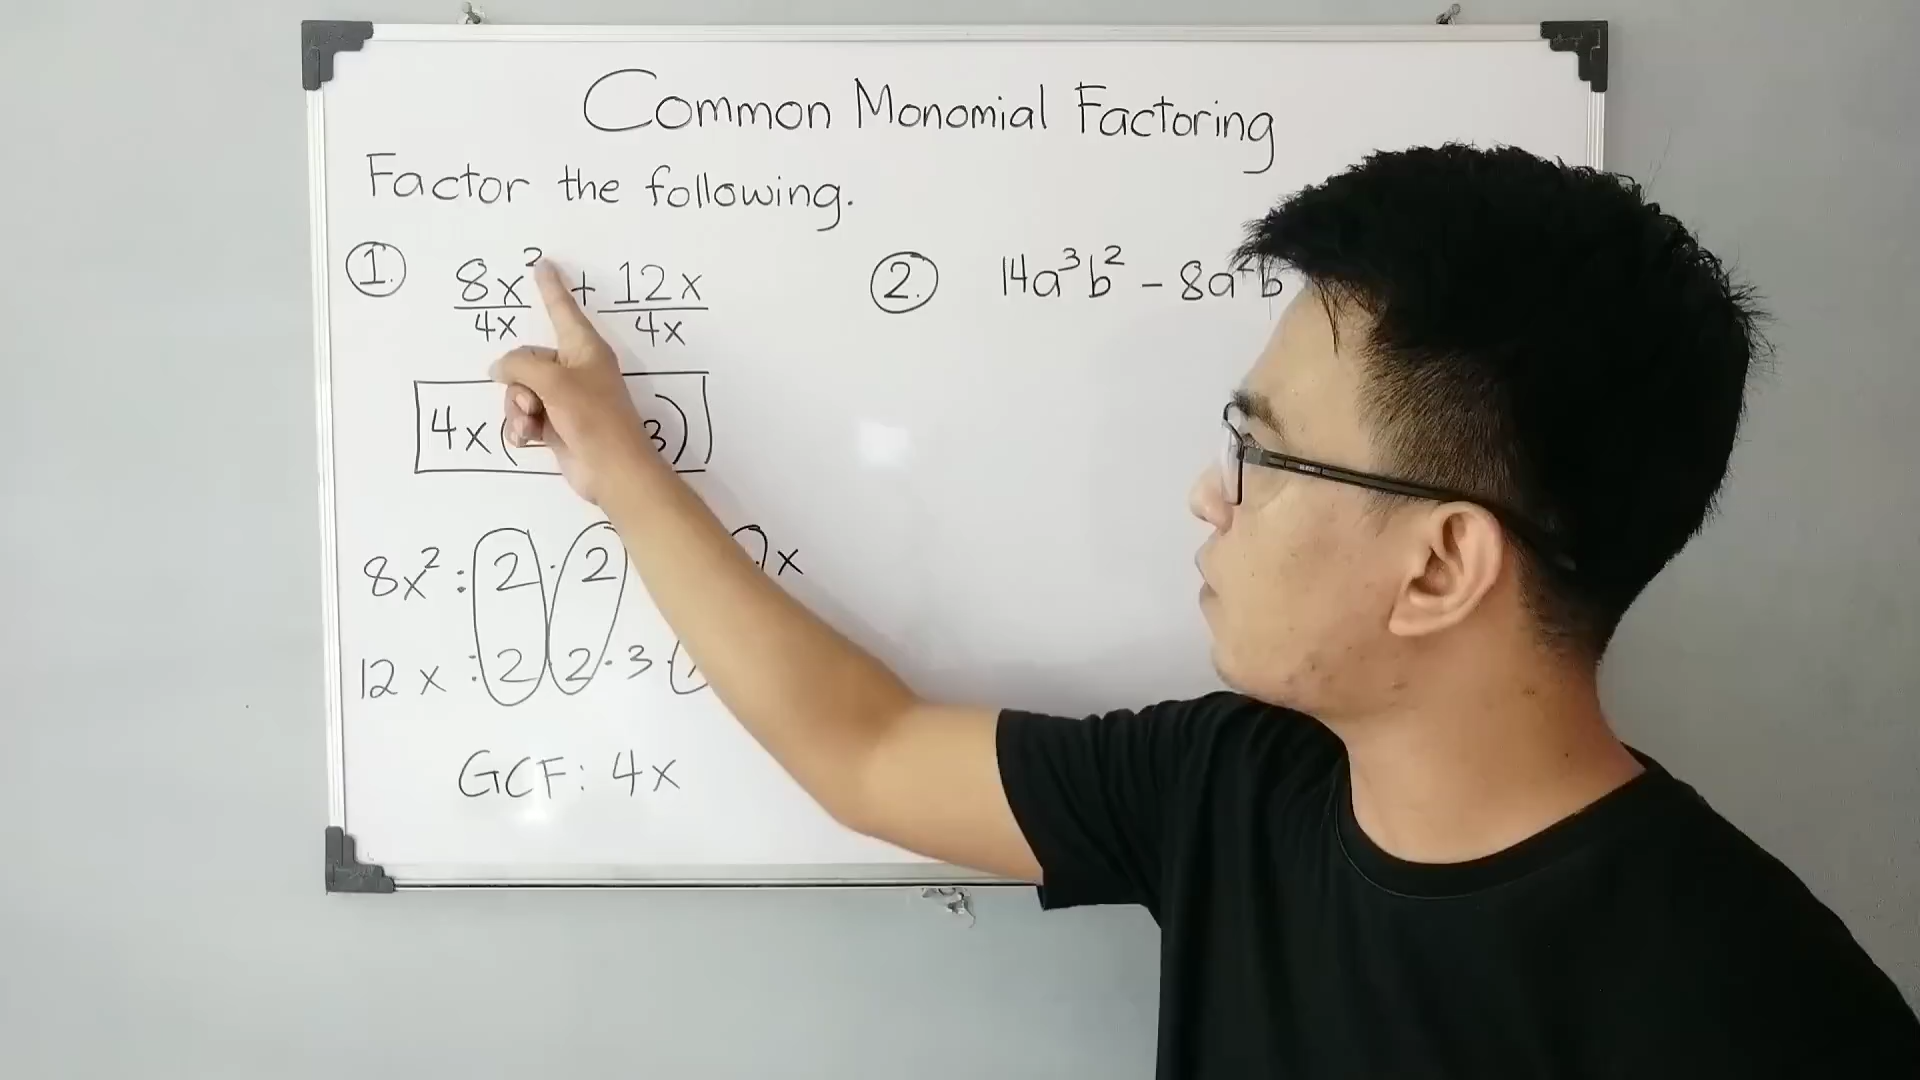 Common Monomial Factoring
Factor the following.
1. 8x² + 12x
4x 4x
4x( 3)
8x² : 2 · 2 x
12x : 2 · 2 · 3 ·
GCF: 4x
2. 14a³b² - 8a²b